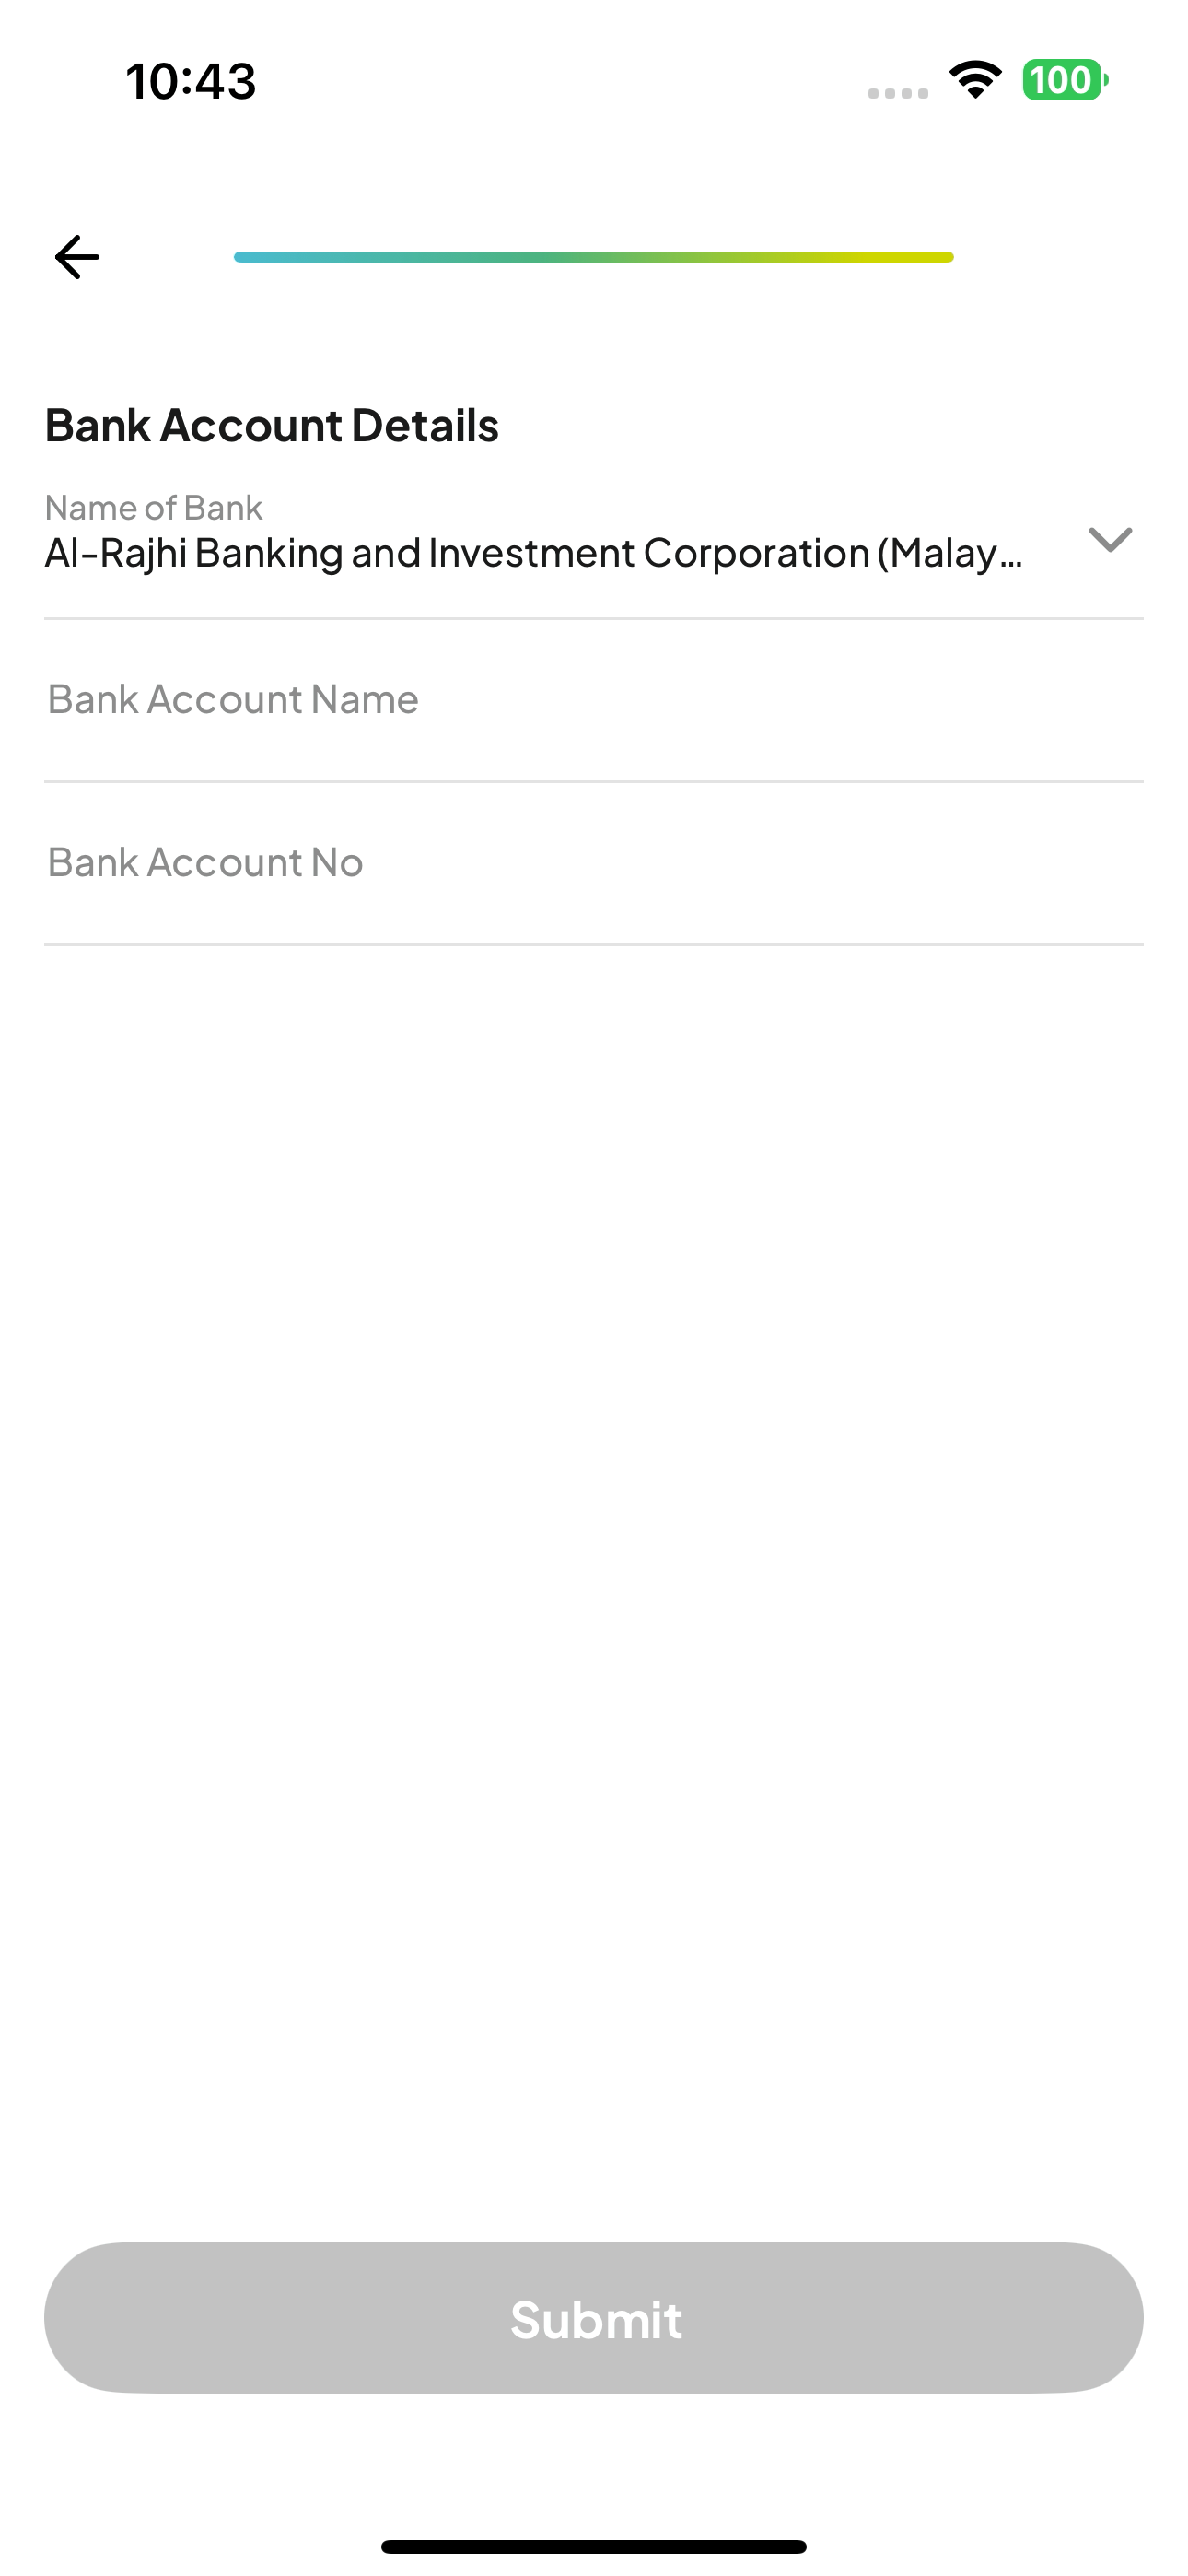 10:43
100
Bank Account Details
Name of Bank
Al-Rajhi Banking and Investment Corporation (Malay...
Bank Account Name
Bank Account No
Submit